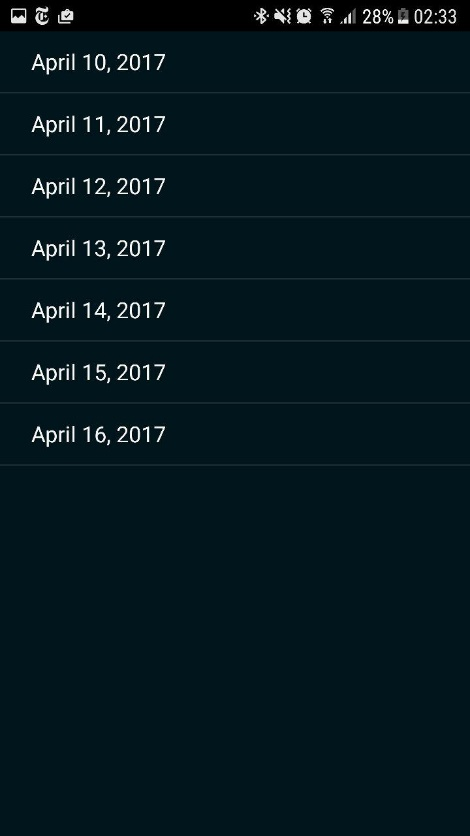 28% 02:33
April 10, 2017
April 11, 2017
April 12, 2017
April 13, 2017
April 14, 2017
April 15, 2017
April 16, 2017